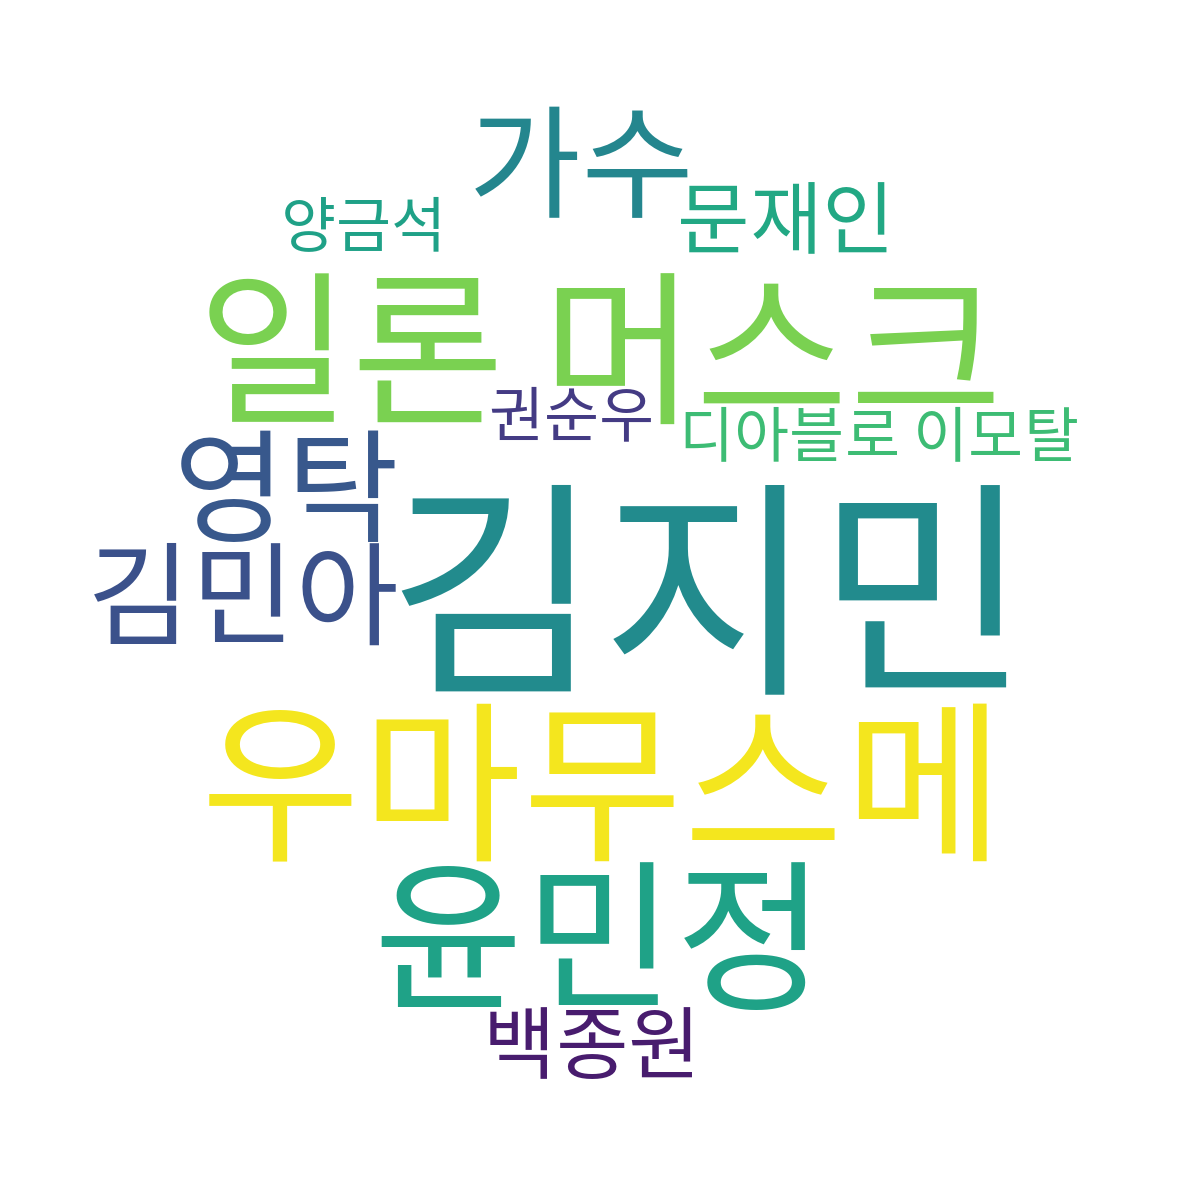 가수
문재인
양금석
일론 머스크
권순우
디아블로 이모탈
영탁
김지민
김민아
우마무스메
윤민정
백종원